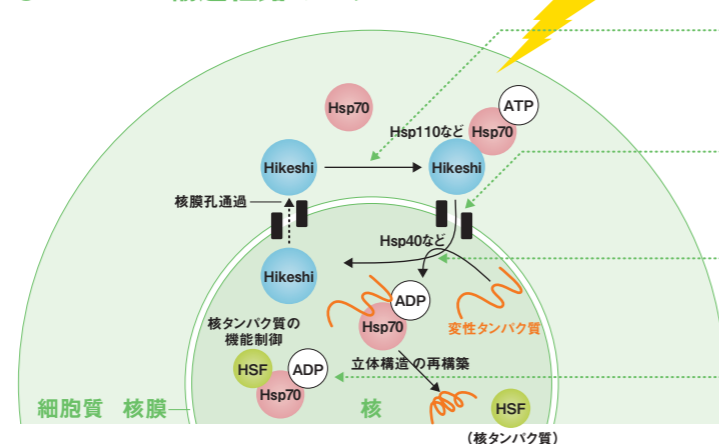 Hsp70
ATP
Hsp110など
Hsp70
Hikeshi
Hikeshi
核膜孔通過
Hsp40など
Hikeshi
ADP
Hsp70
変性タンパク質
核タンパク質の
機能制御
HSF
ADP
Hsp70
立体構造の再構築
HSF
細胞質
核膜
核
(核タンパク質)